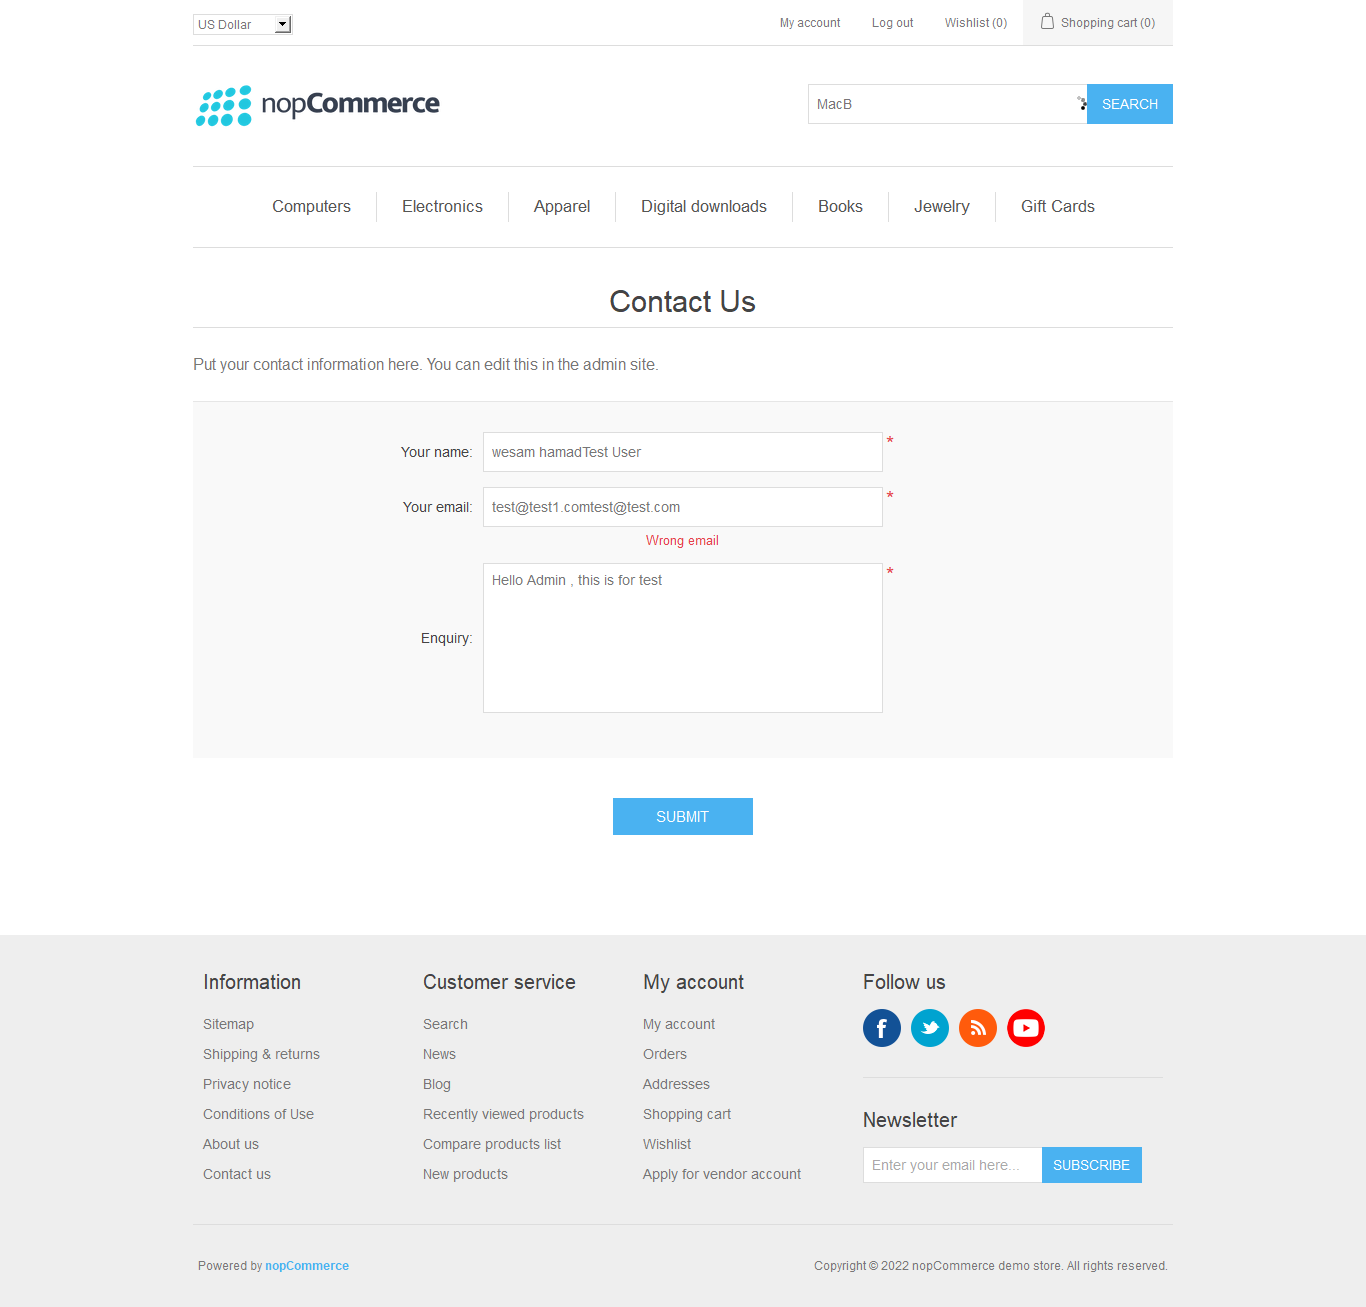 US Dollar
My account
Log out
Wishlist (0)
Shopping cart (0)
nopCommerce
MacB
SEARCH
Computers
Electronics
Apparel
Digital downloads
Books
Jewelry
Gift Cards
Contact Us
Put your contact information here. You can edit this in the admin site.
Your name:
wesam hamadTest User
*
Your email:
test@test1.comtest@test.com
*
Wrong email
Enquiry:
Hello Admin , this is for test
*
SUBMIT
Information
Sitemap
Shipping & returns
Privacy notice
Conditions of Use
About us
Contact us
Customer service
Search
News
Blog
Recently viewed products
Compare products list
New products
My account
My account
Orders
Addresses
Shopping cart
Wishlist
Apply for vendor account
Follow us
Newsletter
Enter your email here...
SUBSCRIBE
Powered by nopCommerce
Copyright © 2022 nopCommerce demo store. All rights reserved.